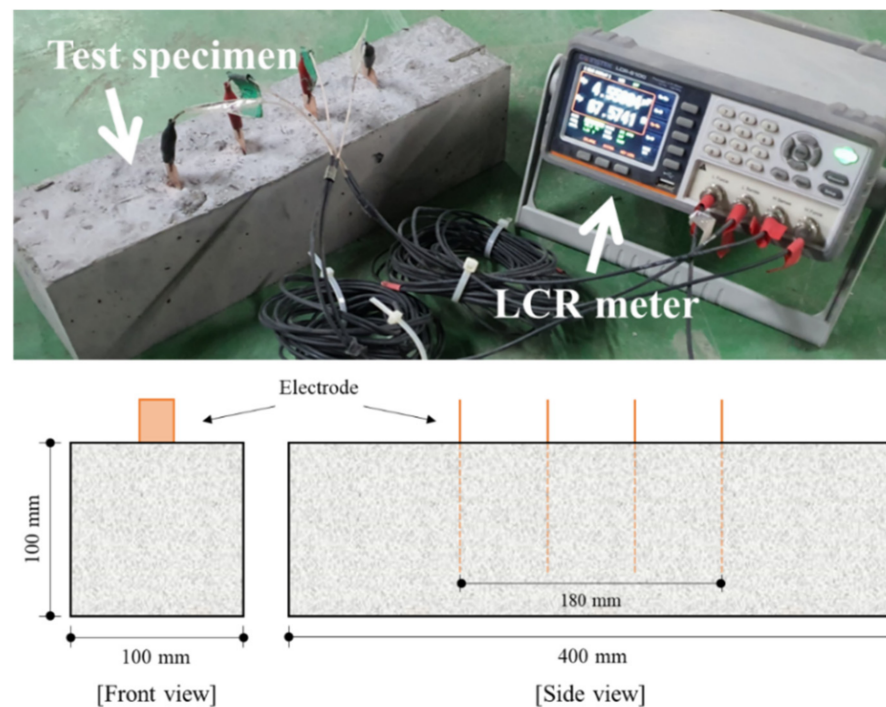 Test specimen
4.55004
67.5741
LCR meter
Electrode
100 mm
180 mm
100 mm
400 mm
[Front view]
[Side view]